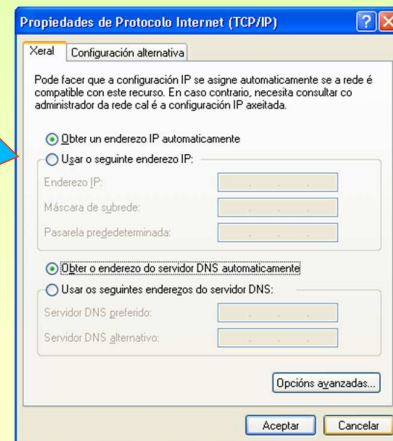 Propiedades de Protocolo Internet (TCP/IP)
Xeral
Configuración alternativa
Pode facer que a configuración IP se asigne automaticamente se a rede é
compatible con este recurso. En caso contrario, necesita consultar co
administrador da rede cal é a configuración IP axeitada.
Obter un enderezo IP automaticamente
Usar o seguinte enderezo IP:
Enderezo IP:
Máscara de subrede:
Pasarela prededeterminada:
Obter o enderezo do servidor DNS automaticamente
Usar os seguintes enderezos do servidor DNS:
Servidor DNS preferido:
Servidor DNS alternativo:
Opcións avanzadas...
Aceptar
Cancelar